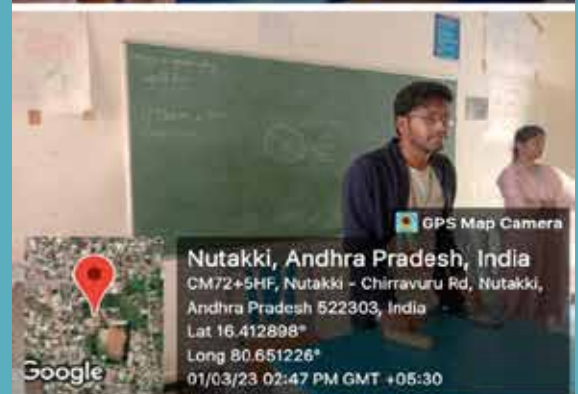 GPS Map Camera
Nutakki, Andhra Pradesh, India
CM72+5HF, Nutakki - Chirravuru Rd, Nutakki,
Andhra Pradesh 522303, India
Lat 16.412898°
Long 80.651226°
01/03/23 02:47 PM GMT +05:30
Google